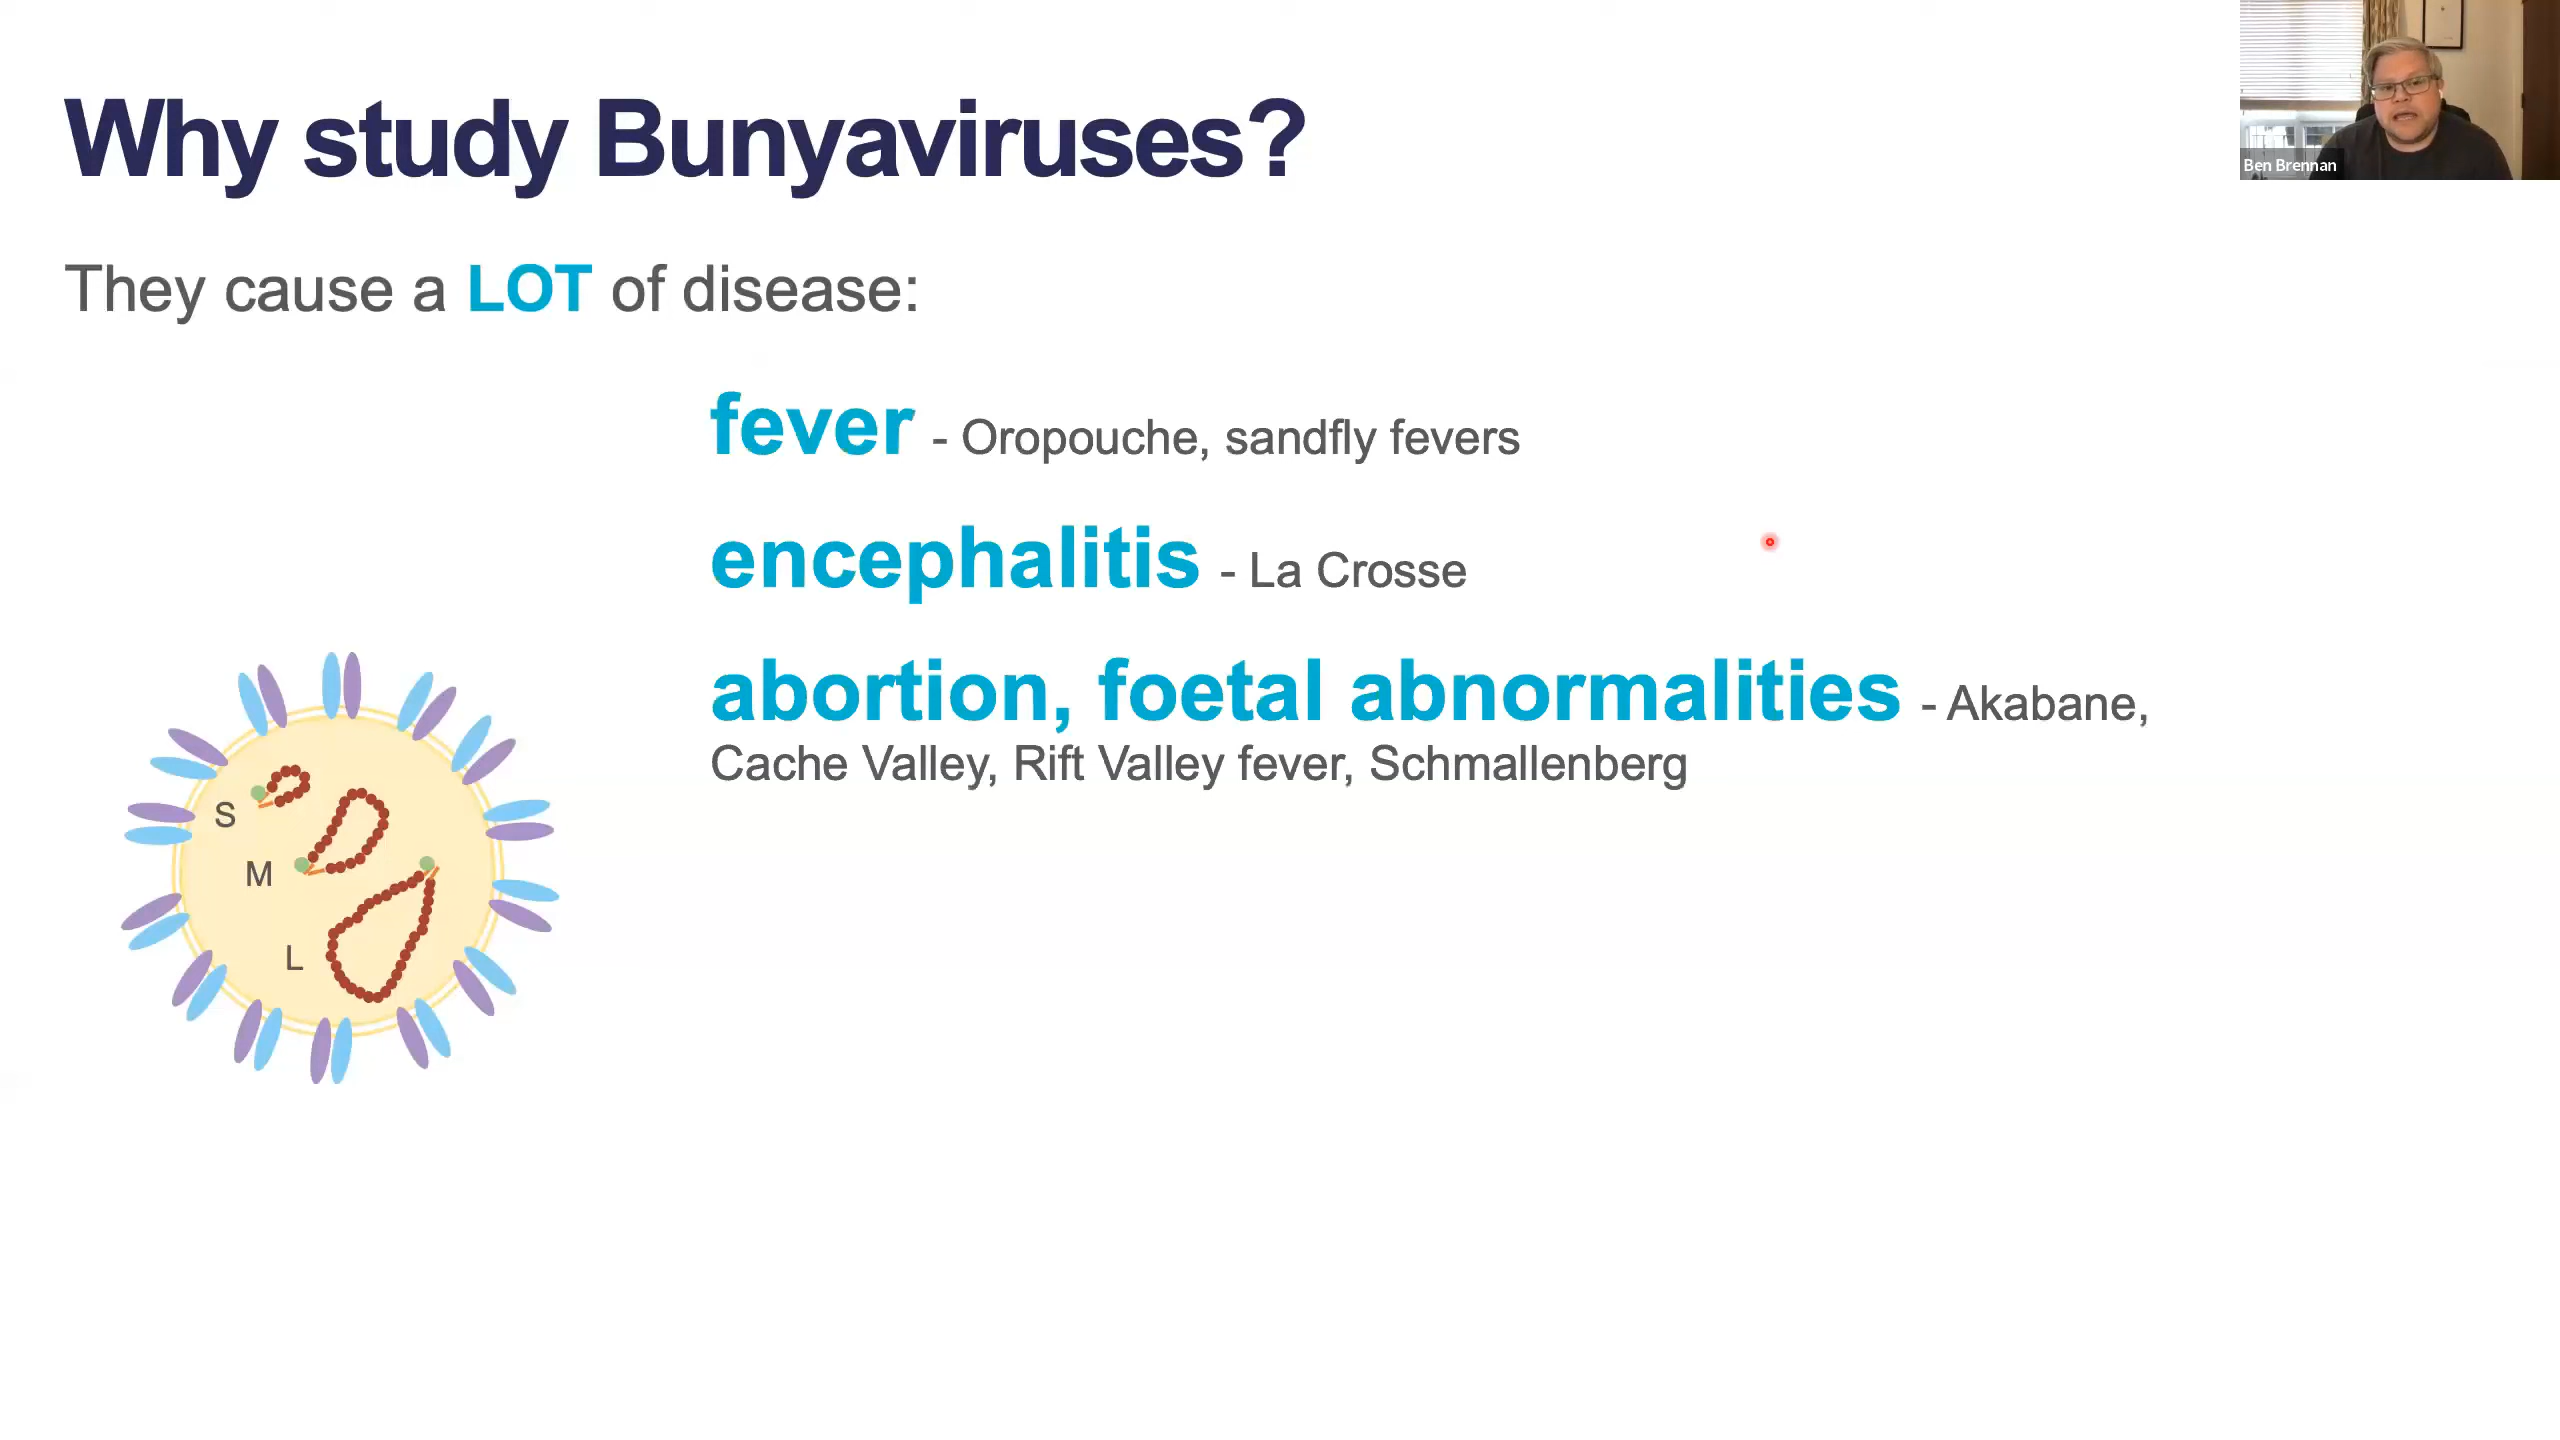 Why study Bunyaviruses?
Ben Brennan
They cause a LOT of disease:
fever - Oropouche, sandfly fevers
encephalitis - La Crosse
abortion, foetal abnormalities - Akabane,
Cache Valley, Rift Valley fever, Schmallenberg
S
M
L